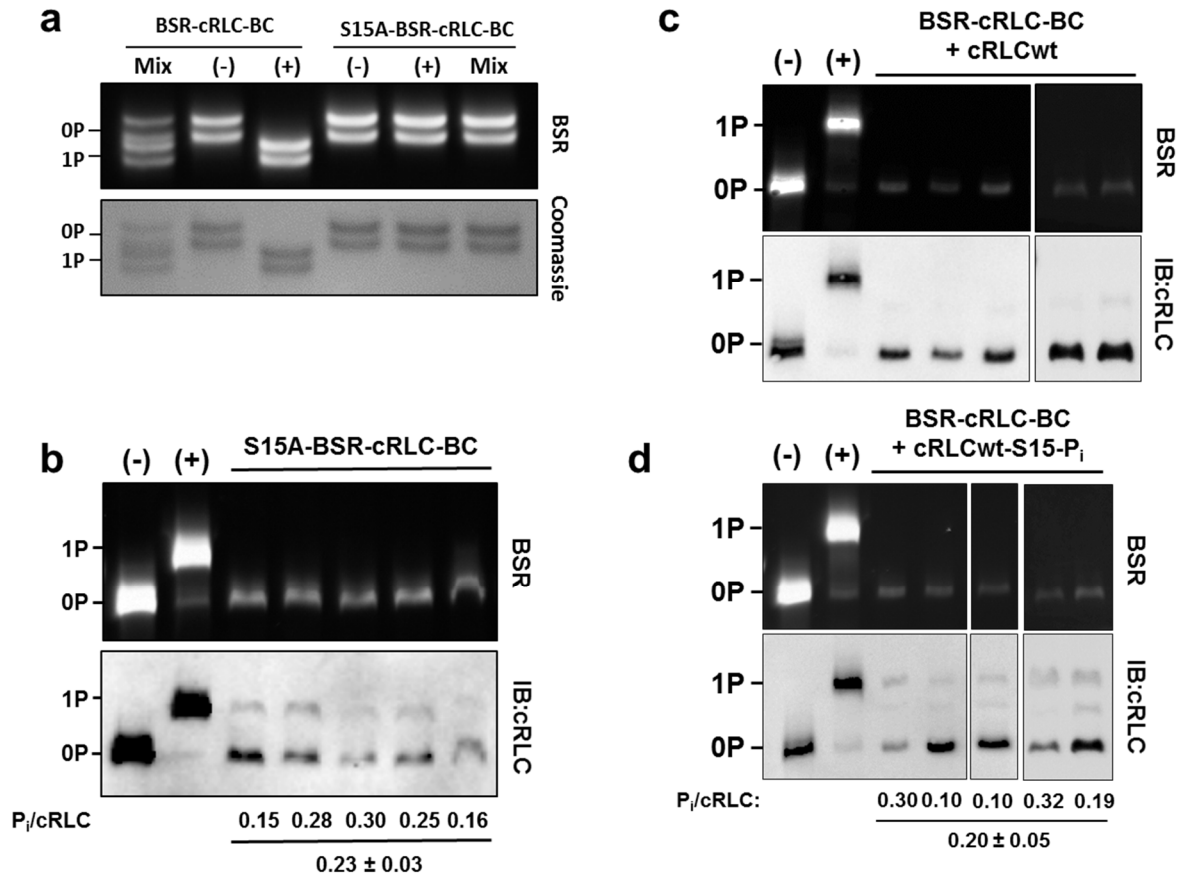 a
BSR-cRLC-BC S15A-BSR-cRLC-BC
Mix (-) (+) (-) (+) Mix
0P
1P
BSR
0P
1P
Coomassie
b
S15A-BSR-cRLC-BC
(-) (+)
1P
0P
BSR
1P
0P
IB:cRLC
Pi/cRLC 0.15 0.28 0.30 0.25 0.16
0.23 ± 0.03
c
BSR-cRLC-BC
+ cRLCwt
(-) (+)
1P
0P
BSR
1P
0P
IB:cRLC
d
BSR-cRLC-BC
+ cRLCwt-S15-Pi
(-) (+)
1P
0P
BSR
1P
0P
IB:cRLC
Pi/cRLC: 0.30 0.10 0.10 0.32 0.19
0.20 ± 0.05